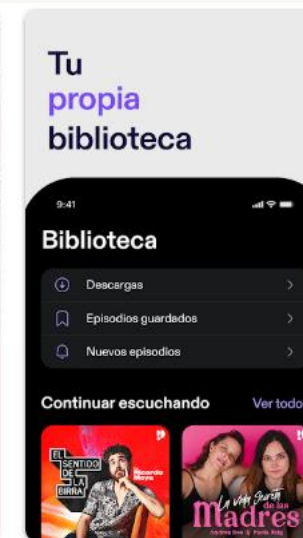 Tu
propia
biblioteca
9:41
Biblioteca
Descargas
Episodios guardados
Nuevos episodios
Continuar escuchando
Ver todo
EL
SENTIDO
DE
LA
BIRRA
Ricardo
Moya
La vida Secreta
de las
Madres